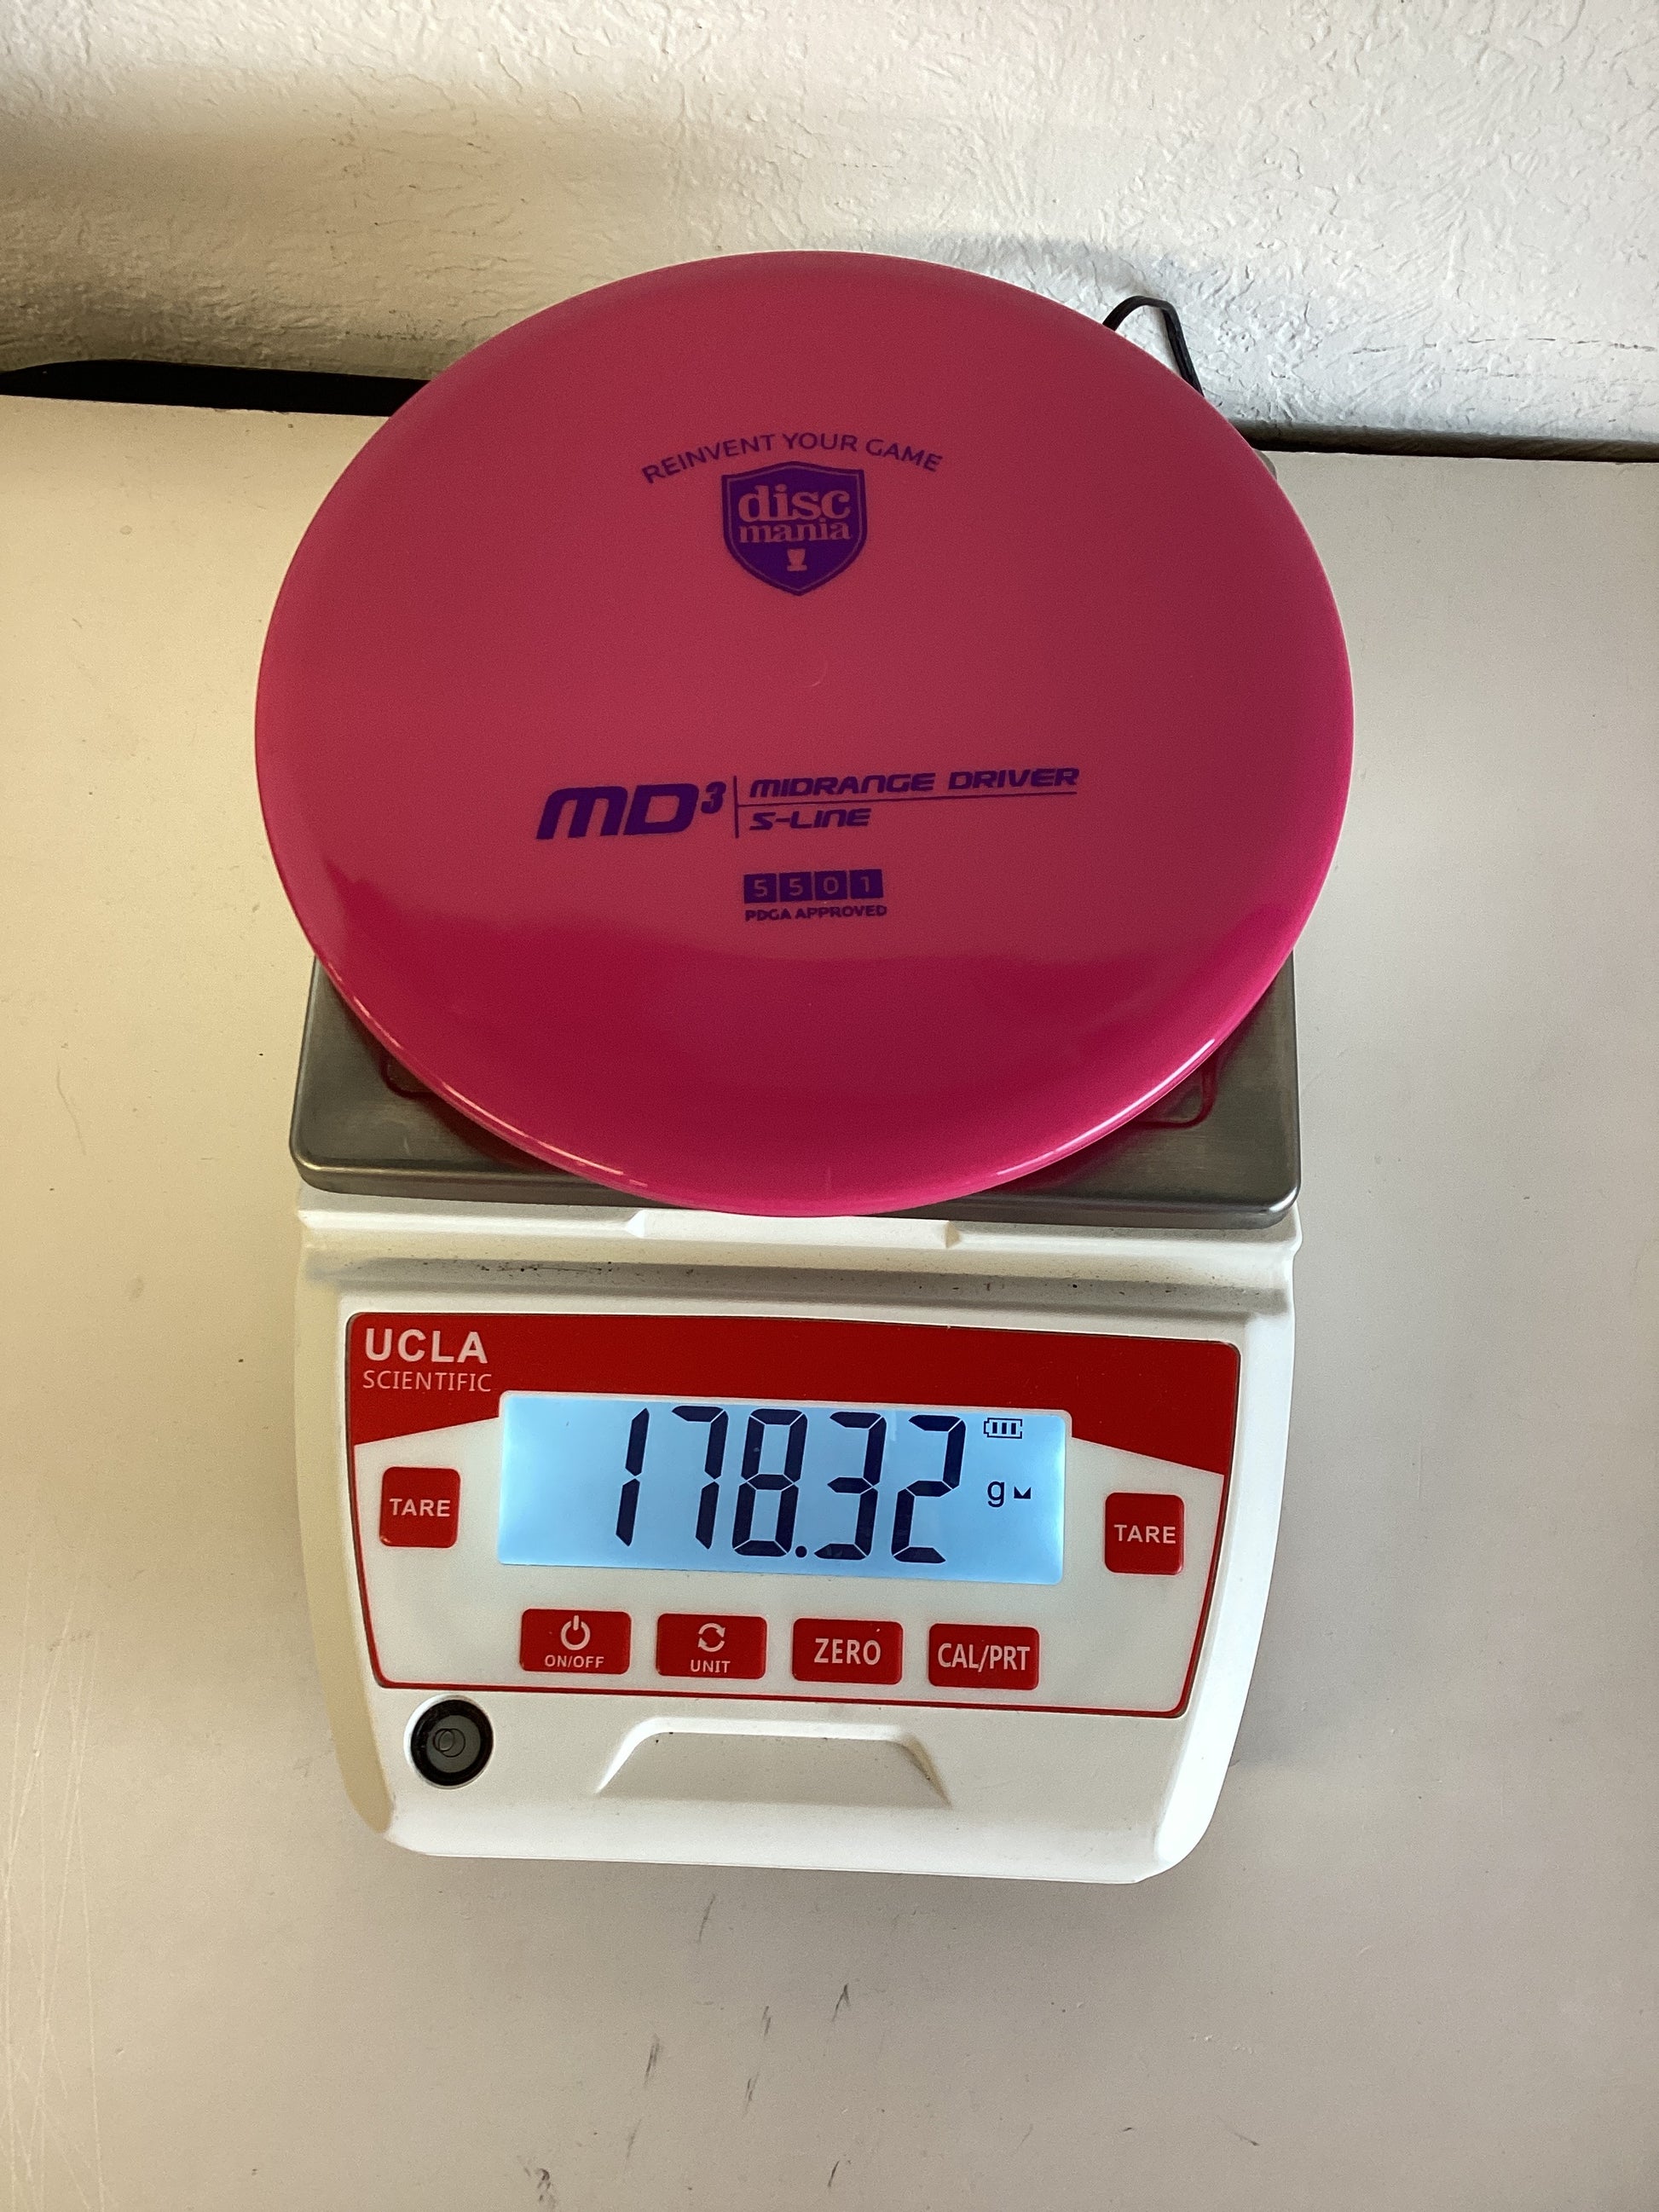 REINVENT YOUR GAME
disc
mania
MD³ MIDRANGE DRIVER
S-LINE
5 5 0 1
PDGA APPROVED
UCLA
SCIENTIFIC
178.32 g
TARE
TARE
ON/OFF
UNIT
ZERO
CAL/PRT